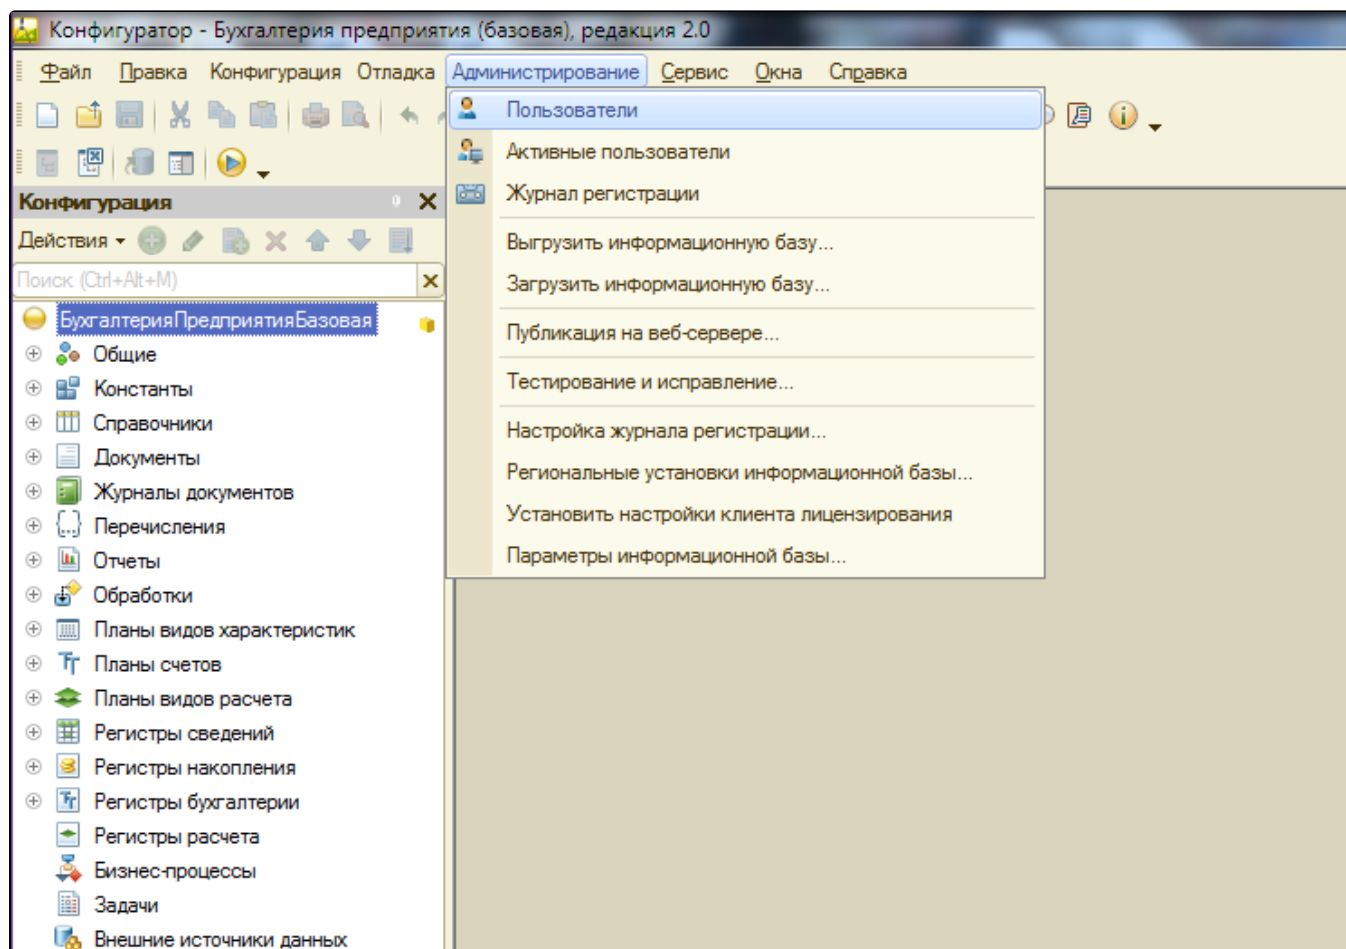 Конфигуратор - Бухгалтерия предприятия (базовая), редакция 2.0
Файл Правка Конфигурация Отладка Администрирование Сервис Окна Справка
Пользователи
Активные пользователи
Журнал регистрации
Выгрузить информационную базу...
Загрузить информационную базу...
Публикация на веб-сервере...
Тестирование и исправление...
Настройка журнала регистрации...
Региональные установки информационной базы...
Установить настройки клиента лицензирования
Параметры информационной базы...
Конфигурация
Действия
Поиск (Ctrl+Alt+M)
БухгалтерияПредприятияБазовая
Общие
Константы
Справочники
Документы
Журналы документов
Перечисления
Отчеты
Обработки
Планы видов характеристик
Планы счетов
Планы видов расчета
Регистры сведений
Регистры накопления
Регистры бухгалтерии
Регистры расчета
Бизнес-процессы
Задачи
Внешние источники данных